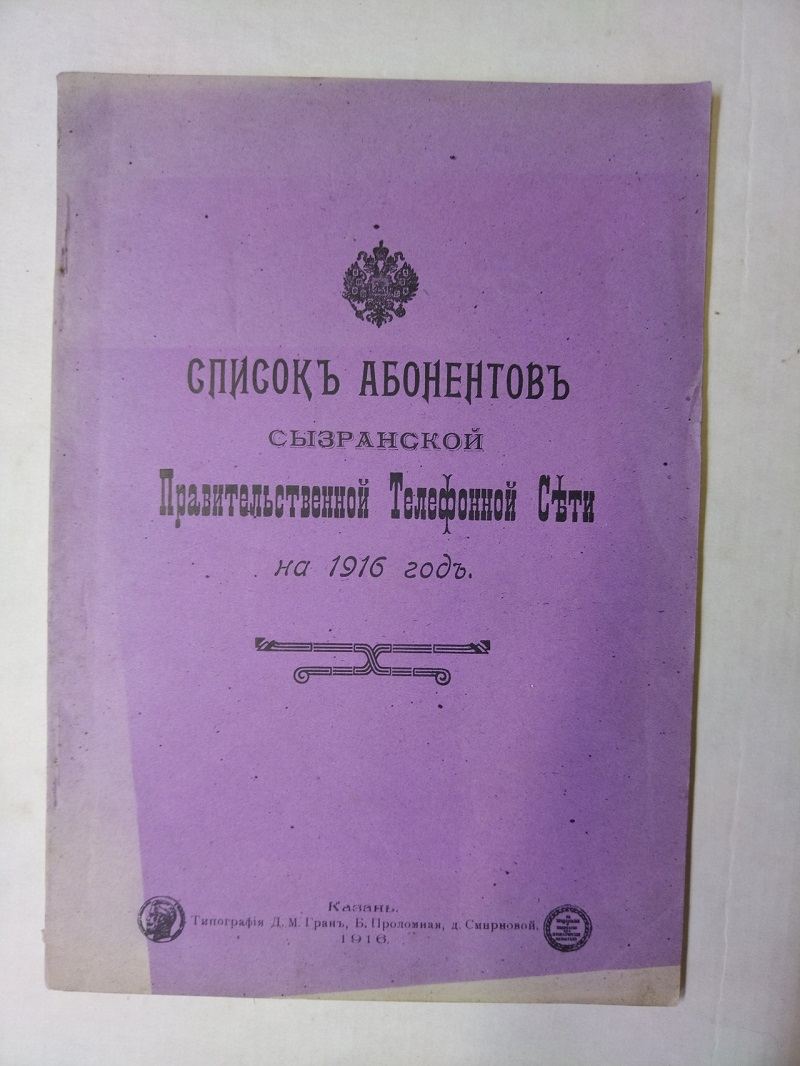 СПИСОКЪ АБОНЕНТОВЪ
СЫЗРАНСКОЙ
Правительственной Телефонной Сѣти
на 1916 годъ.
Казань.
Типографія Д. М. Гранъ, Б. Проломная, д. Смирновой.
1916.